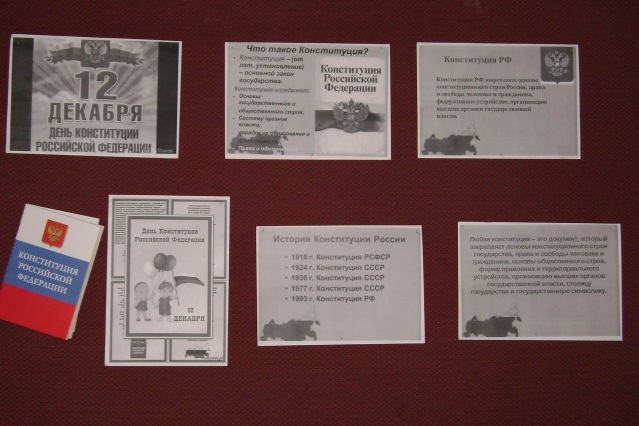 12
ДЕКАБРЯ
ДЕНЬ КОНСТИТУЦИИ
РОССИЙСКОЙ ФЕДЕРАЦИИ
Что такое Конституция?
• Конституция – (от
лат. установление)
– основной закон
государства.
Конституция определяет:
• Основы
государственного и
общественного строя;
• Систему органов
власти,
образования и
• Права и
Конституция
Российской
Федерации
Конституция РФ
Конституция РФ закрепляет основы
конституционного строя России, права
и свободы человека и гражданина,
федеративное устройство, организацию
высших органов государственной
власти.
КОНСТИТУЦИЯ
РОССИЙСКОЙ
ФЕДЕРАЦИИ
День Конституции
Российской Федерации
12
ДЕКАБРЯ
История Конституции России
• 1918 г. Конституция РСФСР
• 1924 г. Конституция СССР
• 1936 г. Конституция СССР
• 1977 г. Конституция СССР
• 1993 г. Конституция РФ
Любая конституция – это документ, который
закрепляет основы конституционного строя
государства, права и свободы человека и
гражданина, основы общественного строя,
форму правления и территориального
устройства, организацию высших органов
государственной власти, столицу
государства и государственную символику.